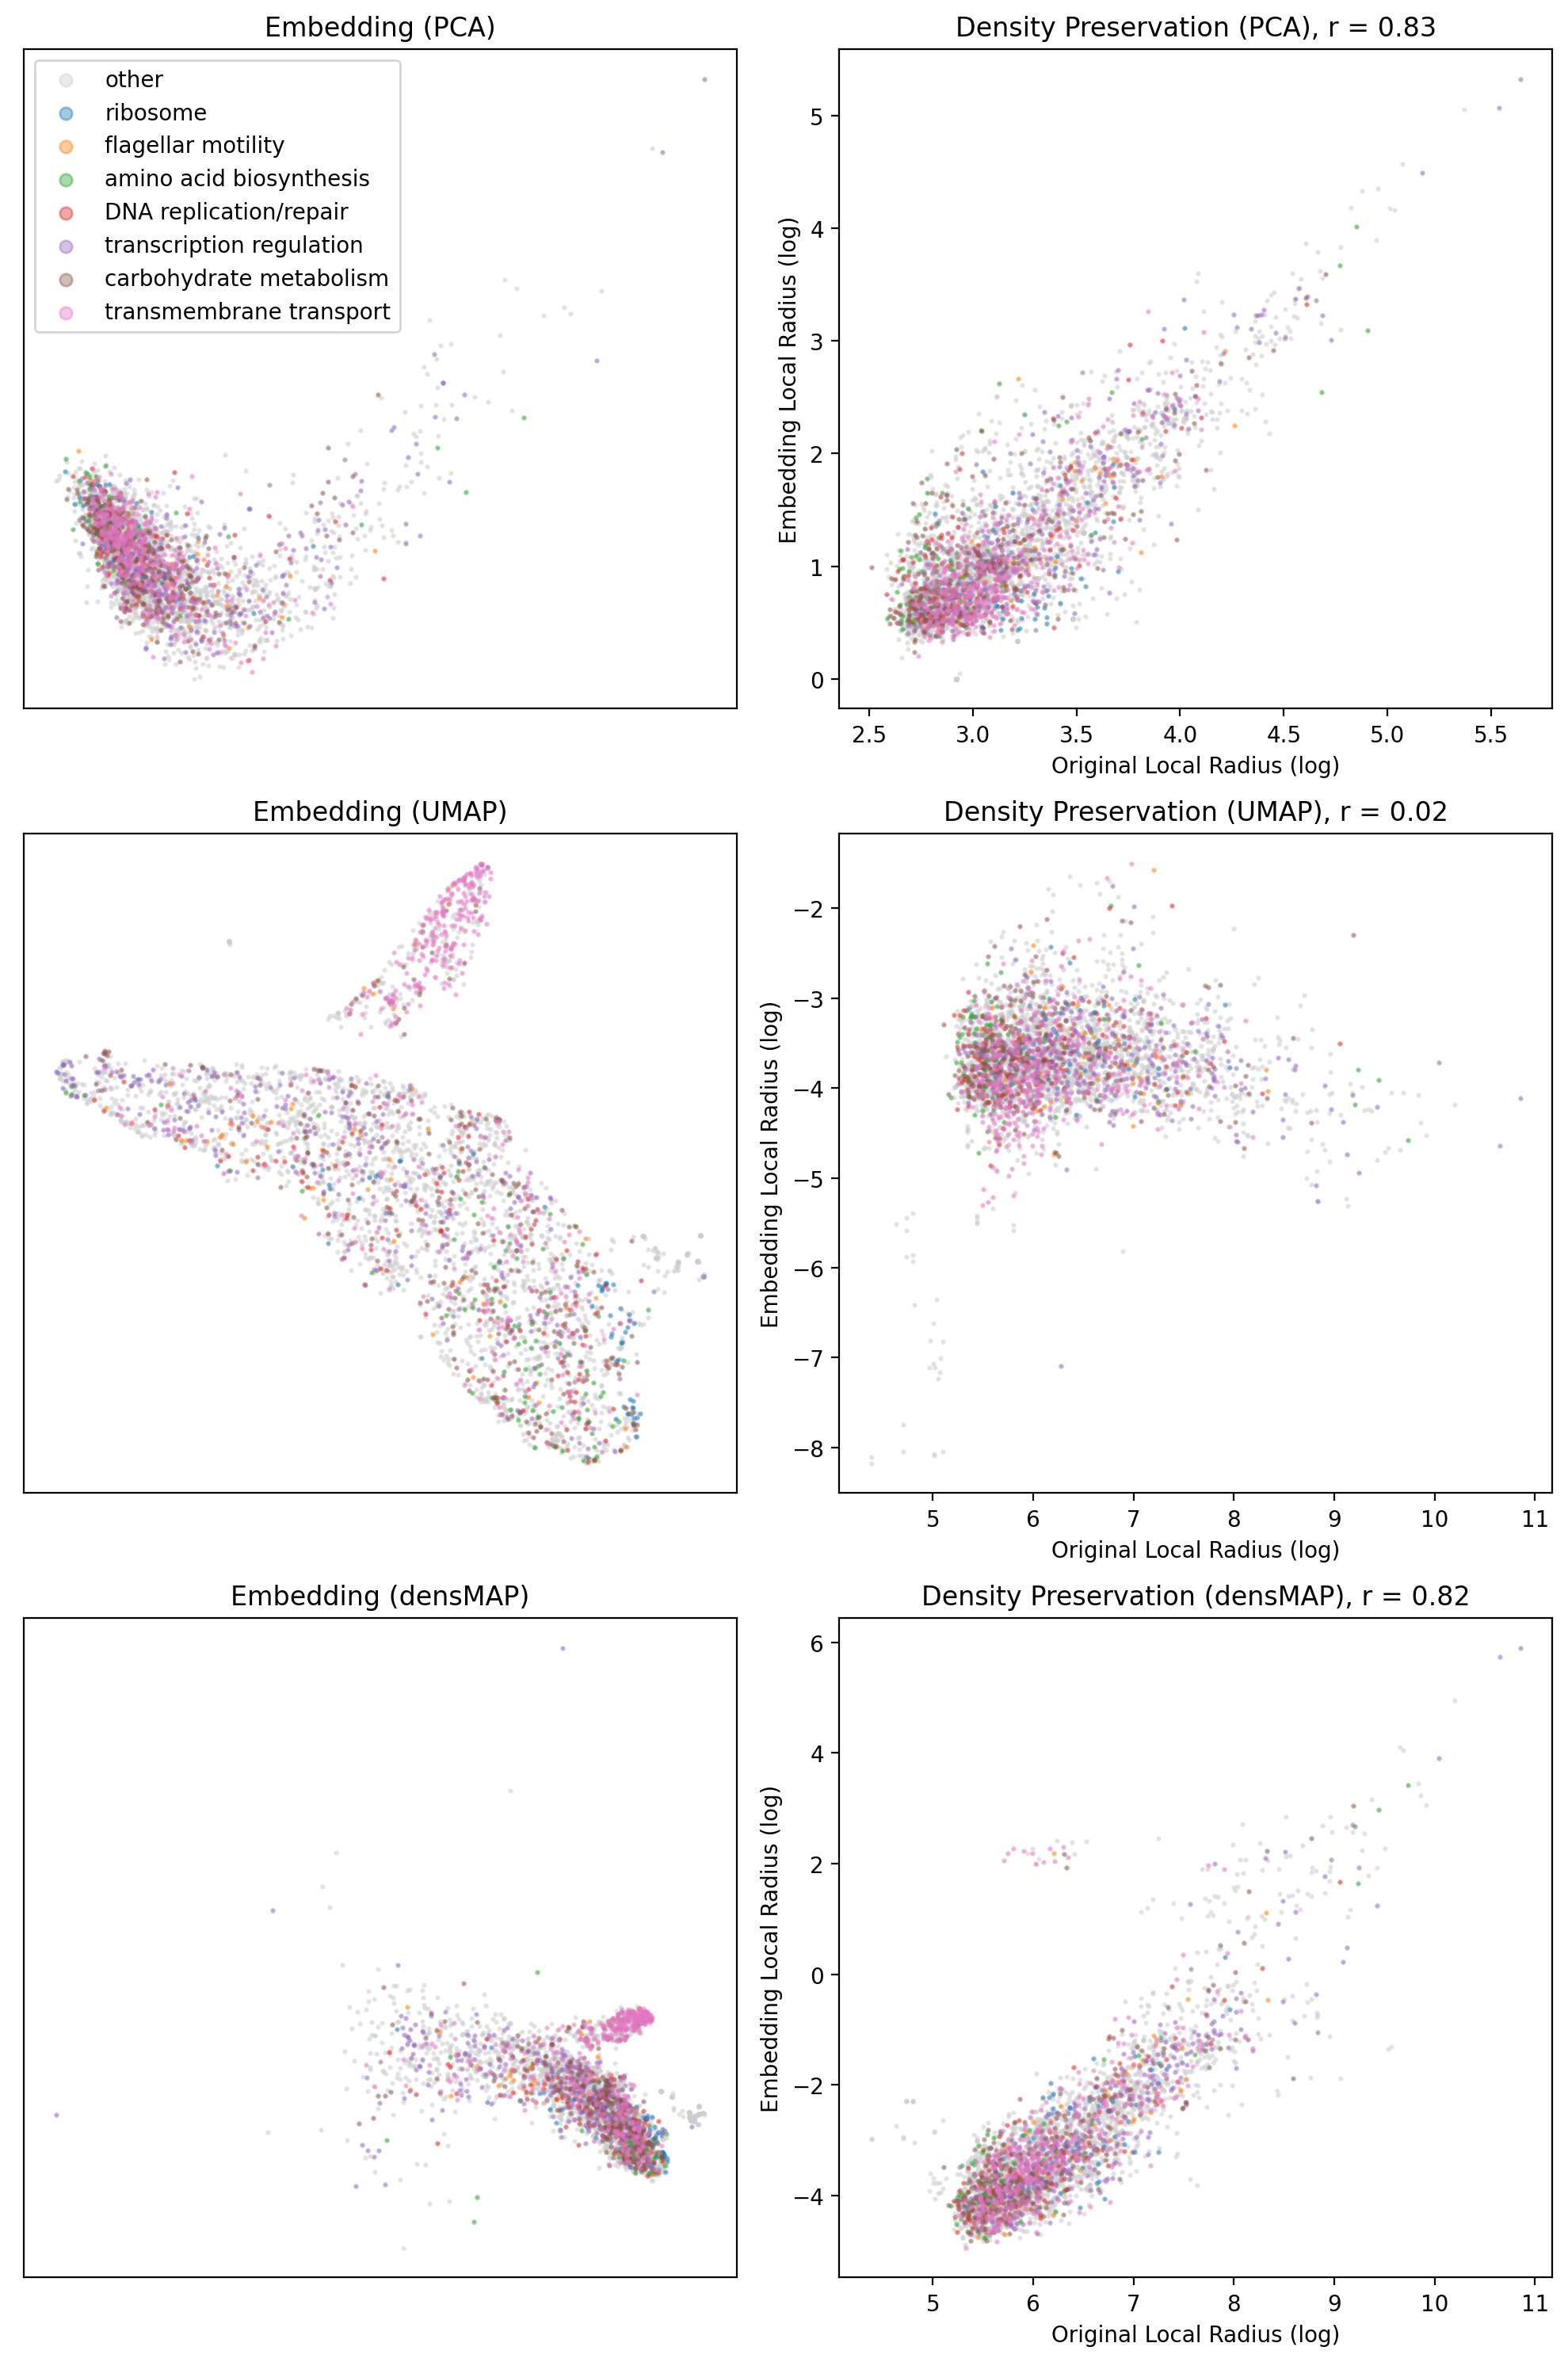 Embedding (PCA)
other
ribosome
flagellar motility
amino acid biosynthesis
DNA replication/repair
transcription regulation
carbohydrate metabolism
transmembrane transport
Density Preservation (PCA), r = 0.83
Embedding Local Radius (log)
5
4
3
2
1
0
2.5 3.0 3.5 4.0 4.5 5.0 5.5
Original Local Radius (log)
Embedding (UMAP)
Density Preservation (UMAP), r = 0.02
Embedding Local Radius (log)
−2
−3
−4
−5
−6
−7
−8
5 6 7 8 9 10 11
Original Local Radius (log)
Embedding (densMAP)
Density Preservation (densMAP), r = 0.82
Embedding Local Radius (log)
6
4
2
0
−2
−4
5 6 7 8 9 10 11
Original Local Radius (log)